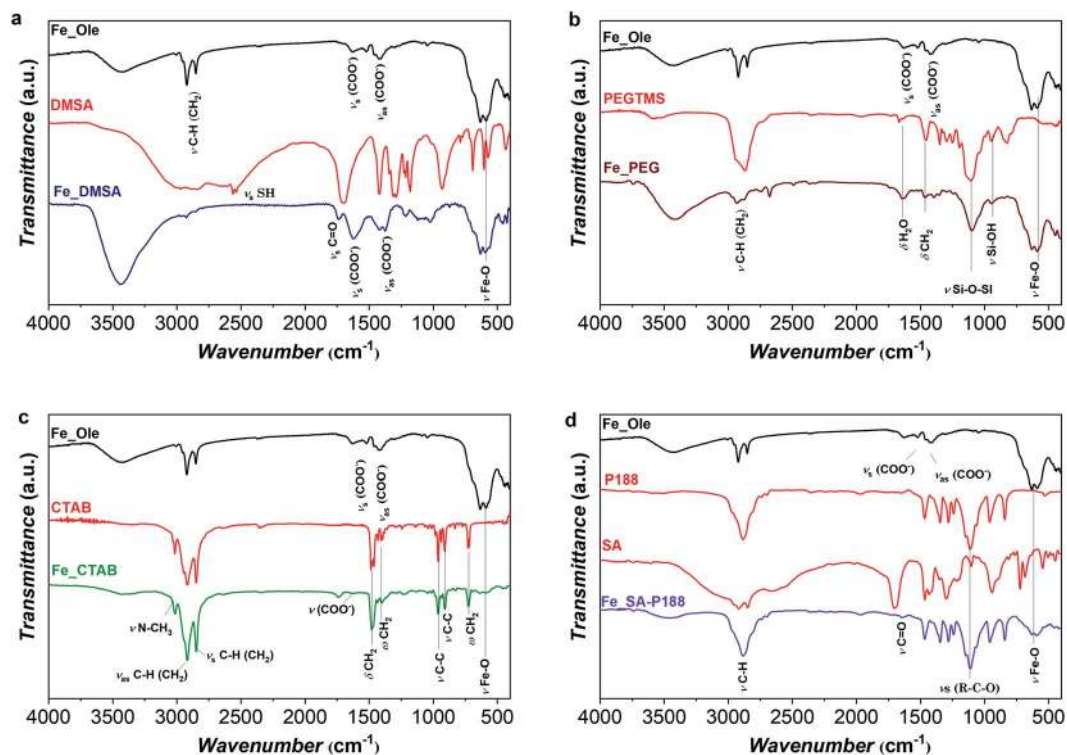 a
Transmittance (a.u.)
Fe_Ole
DMSA
Fe_DMSA
ν C-H (CH2)
νs (COO-)
νas (COO-)
νs SH
νs C=O
νs (COO-)
νas (COO-)
ν Fe-O
4000 3500 3000 2500 2000 1500 1000 500
Wavenumber (cm-1)
b
Transmittance (a.u.)
Fe_Ole
PEGTMS
Fe_PEG
νs (COO-)
νas (COO-)
ν C-H (CH2)
δ H2O
δ CH2
ν Si-OH
ν Si-O-SI
ν Fe-O
4000 3500 3000 2500 2000 1500 1000 500
Wavenumber (cm-1)
c
Transmittance (a.u.)
Fe_Ole
CTAB
Fe_CTAB
νs (COO-)
νas (COO-)
ν N-CH3
νas C-H (CH2)
νs C-H (CH2)
ν (COO-)
δ CH2
ω CH2
ν C-C
ν C-C
ω CH2
ν Fe-O
4000 3500 3000 2500 2000 1500 1000 500
Wavenumber (cm-1)
d
Transmittance (a.u.)
Fe_Ole
P188
SA
Fe_SA-P188
νs (COO-)
νas (COO-)
ν C-H
ν C=O
νs (R-C-O)
ν Fe-O
4000 3500 3000 2500 2000 1500 1000 500
Wavenumber (cm-1)